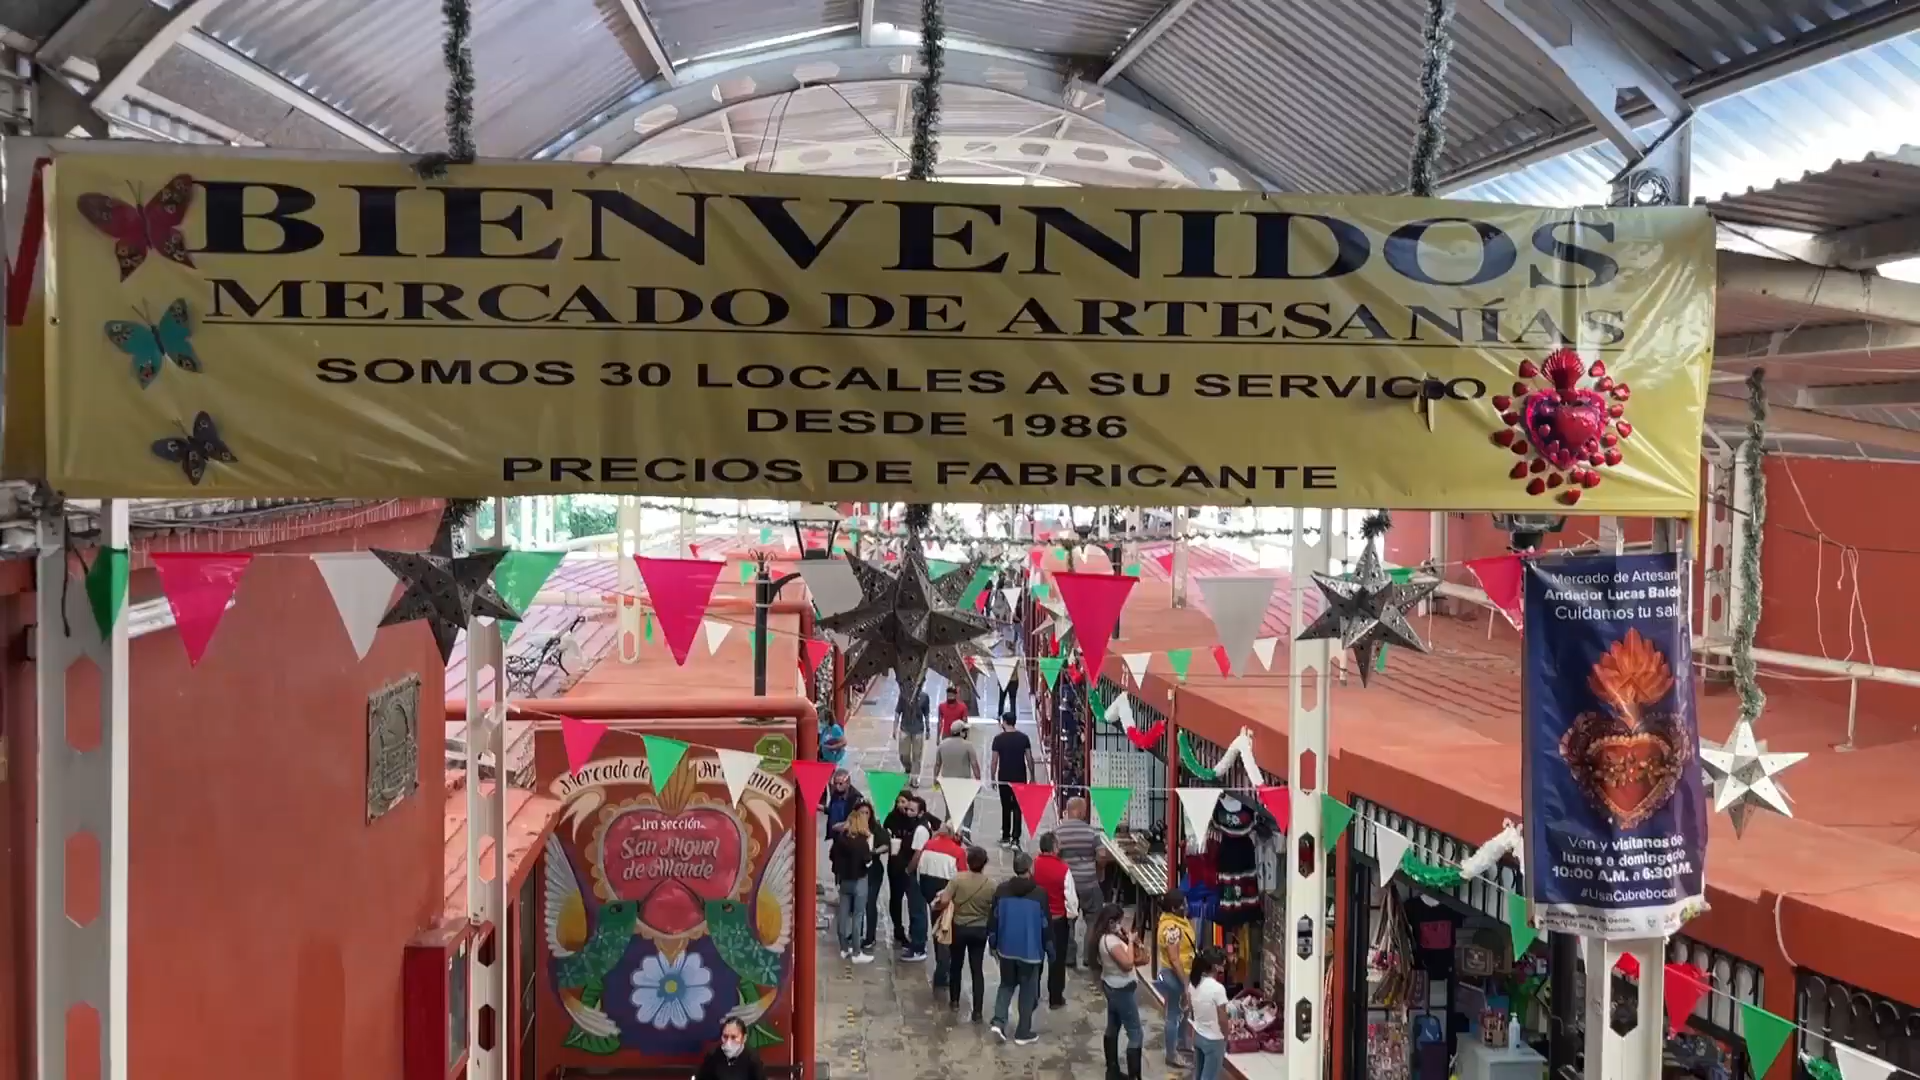 BIENVENIDOS
MERCADO DE ARTESANÍAS
SOMOS 30 LOCALES A SU SERVICIO
DESDE 1986
PRECIOS DE FABRICANTE
Mercado de Artesan
Andador Lucas Bald
Cuidamos tu sal
Ven y visítanos de
lunes a domingo de
10:00 A.M. a 6:30 P.M.
#UsaCubrebocas
Mercado de Artesanías
1ra sección
San Miguel
de Allende